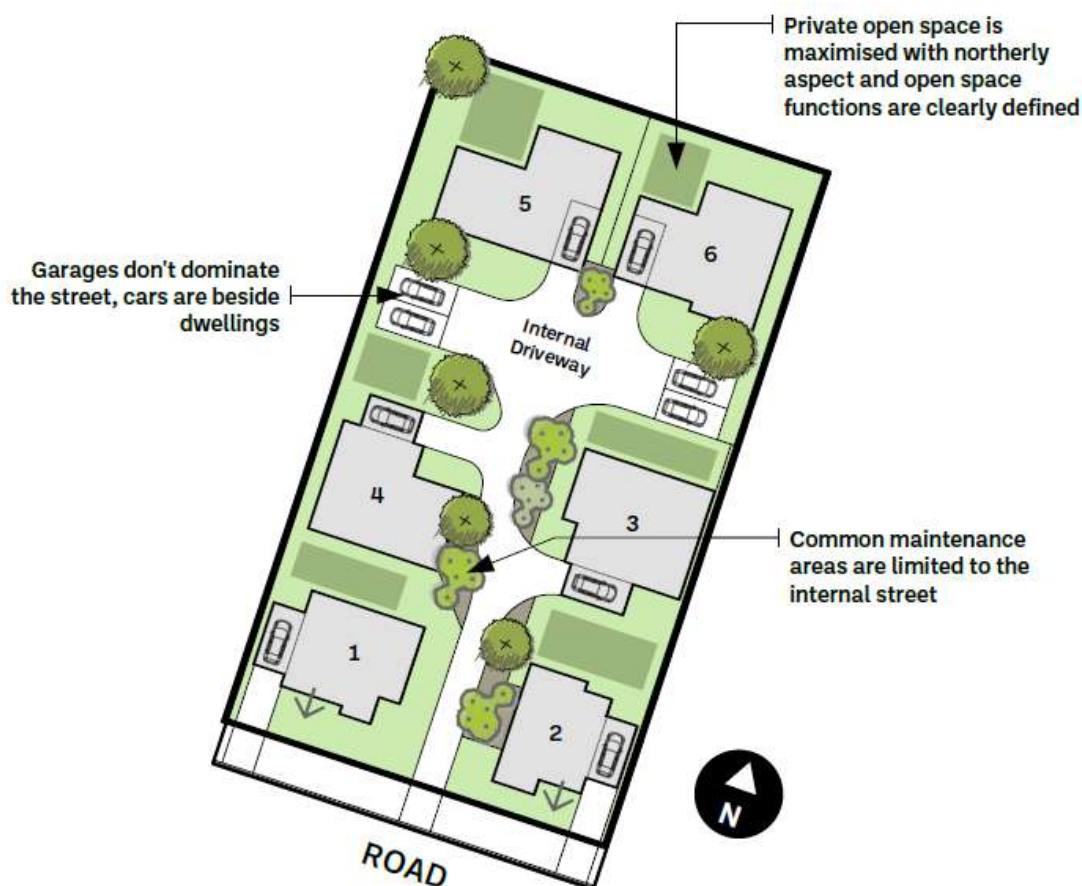 Private open space is
maximised with northerly
aspect and open space
functions are clearly defined
5
6
Garages don't dominate
the street, cars are beside
dwellings
Internal
Driveway
4
3
Common maintenance
areas are limited to the
internal street
1
2
N
ROAD